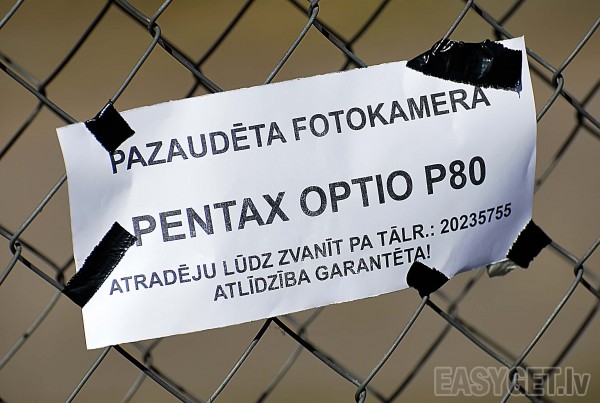 PAZAUDĒTA FOTOKAMERA
PENTAX OPTIO P80
ATRADĒJU LŪDZ ZVANĪT PA TĀLR.: 20235755
ATLĪDZĪBA GARANTĒTA!
EASYGET.lv